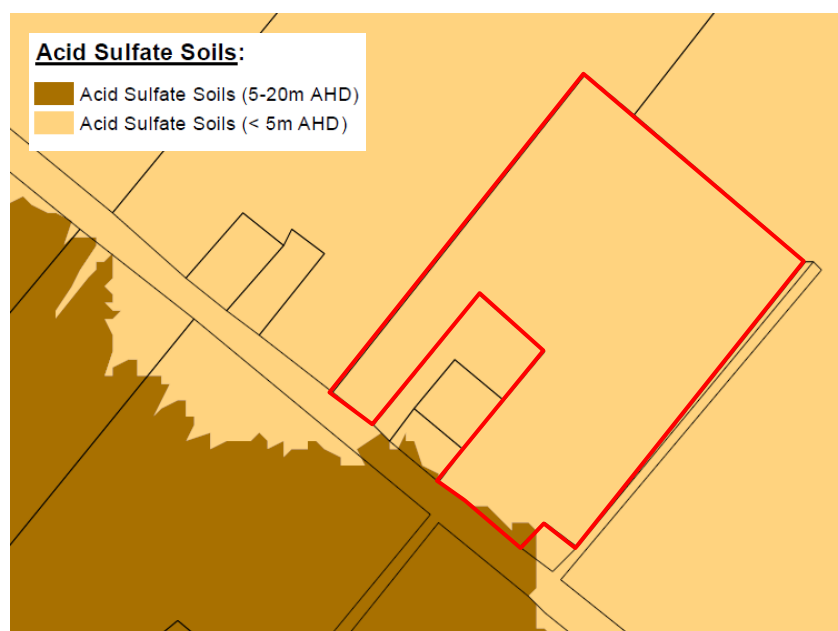 Acid Sulfate Soils:
Acid Sulfate Soils (5-20m AHD)
Acid Sulfate Soils (< 5m AHD)